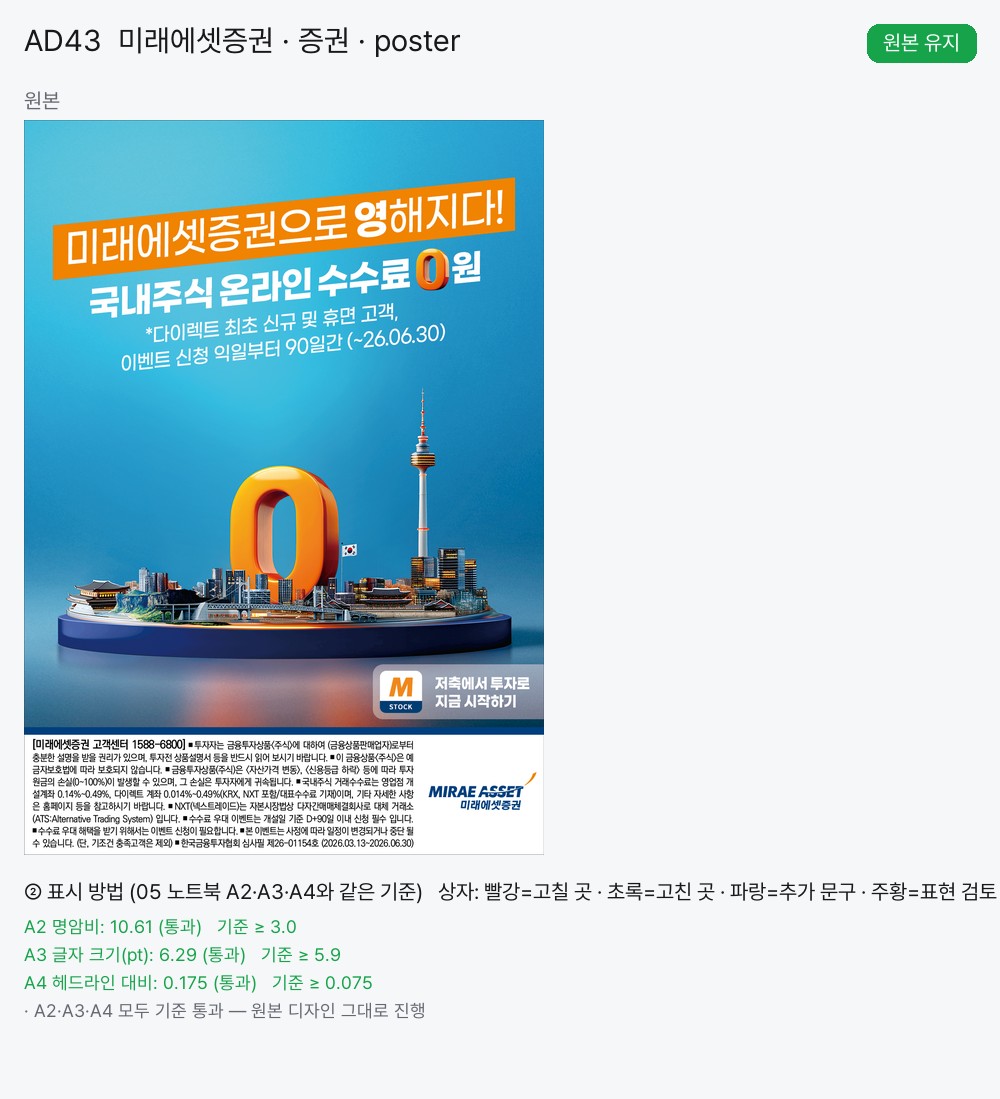 AD43 미래에셋증권 · 증권 · poster
원본 유지
원본
미래에셋증권으로 영해지다!
국내주식 온라인 수수료 0원
*다이렉트 최초 신규 및 휴면 고객,
이벤트 신청 익일부터 90일간 (~26.06.30)
M
STOCK
저축에서 투자로
지금 시작하기
[미래에셋증권 고객센터 1588-6800] ■투자자는 금융투자상품(주식)에 대하여 (금융상품판매업자)로부터
충분한 설명을 받을 권리가 있으며, 투자전 상품설명서 등을 반드시 읽어 보시기 바랍니다. ■이 금융상품(주식)은 예
금자보호법에 따라 보호되지 않습니다. ■금융투자상품(주식)은 (자산가격 변동), (신용등급 하락) 등에 따라 투자
원금의 손실(0~100%)이 발생할 수 있으며, 그 손실은 투자자에게 귀속됩니다. ■국내주식 거래수수료는 영업점 개
설계좌 0.14%~0.49%, 다이렉트 계좌 0.014%~0.49%(KRX, NXT 포함/대표수수료 기재)이며, 기타 자세한 사항
은 홈페이지 등을 참고하시기 바랍니다. ■NXT(넥스트레이드)는 자본시장법상 다자간매매체결회사로 대체 거래소
(ATS:Alternative Trading System) 입니다. ■수수료 우대 이벤트는 개설일 기준 D+90일 이내 신청 필수 입니다.
■수수료 우대 혜택을 받기 위해서는 이벤트 신청이 필요합니다. ■본 이벤트는 사정에 따라 일정이 변경되거나 중단 될
수 있습니다. (단, 기조건 충족고객은 제외) ■한국금융투자협회 심사필 제26-01154호 (2026.03.13~2026.06.30)
MIRAE ASSET
미래에셋증권
② 표시 방법 (05 노트북 A2·A3·A4와 같은 기준) 상자: 빨강=고칠 곳 · 초록=고친 곳 · 파랑=추가 문구 · 주황=표현 검토
A2 명암비: 10.61 (통과) 기준 ≥ 3.0
A3 글자 크기(pt): 6.29 (통과) 기준 ≥ 5.9
A4 헤드라인 대비: 0.175 (통과) 기준 ≥ 0.075
· A2·A3·A4 모두 기준 통과 — 원본 디자인 그대로 진행